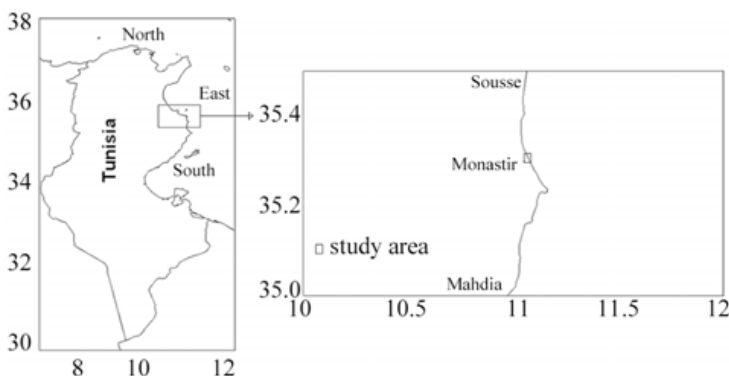 38
36
34
32
30
8 10 12
North
East
South
Tunisia
35.4
35.2
35.0
10 10.5 11 11.5 12
Sousse
Monastir
Mahdia
study area